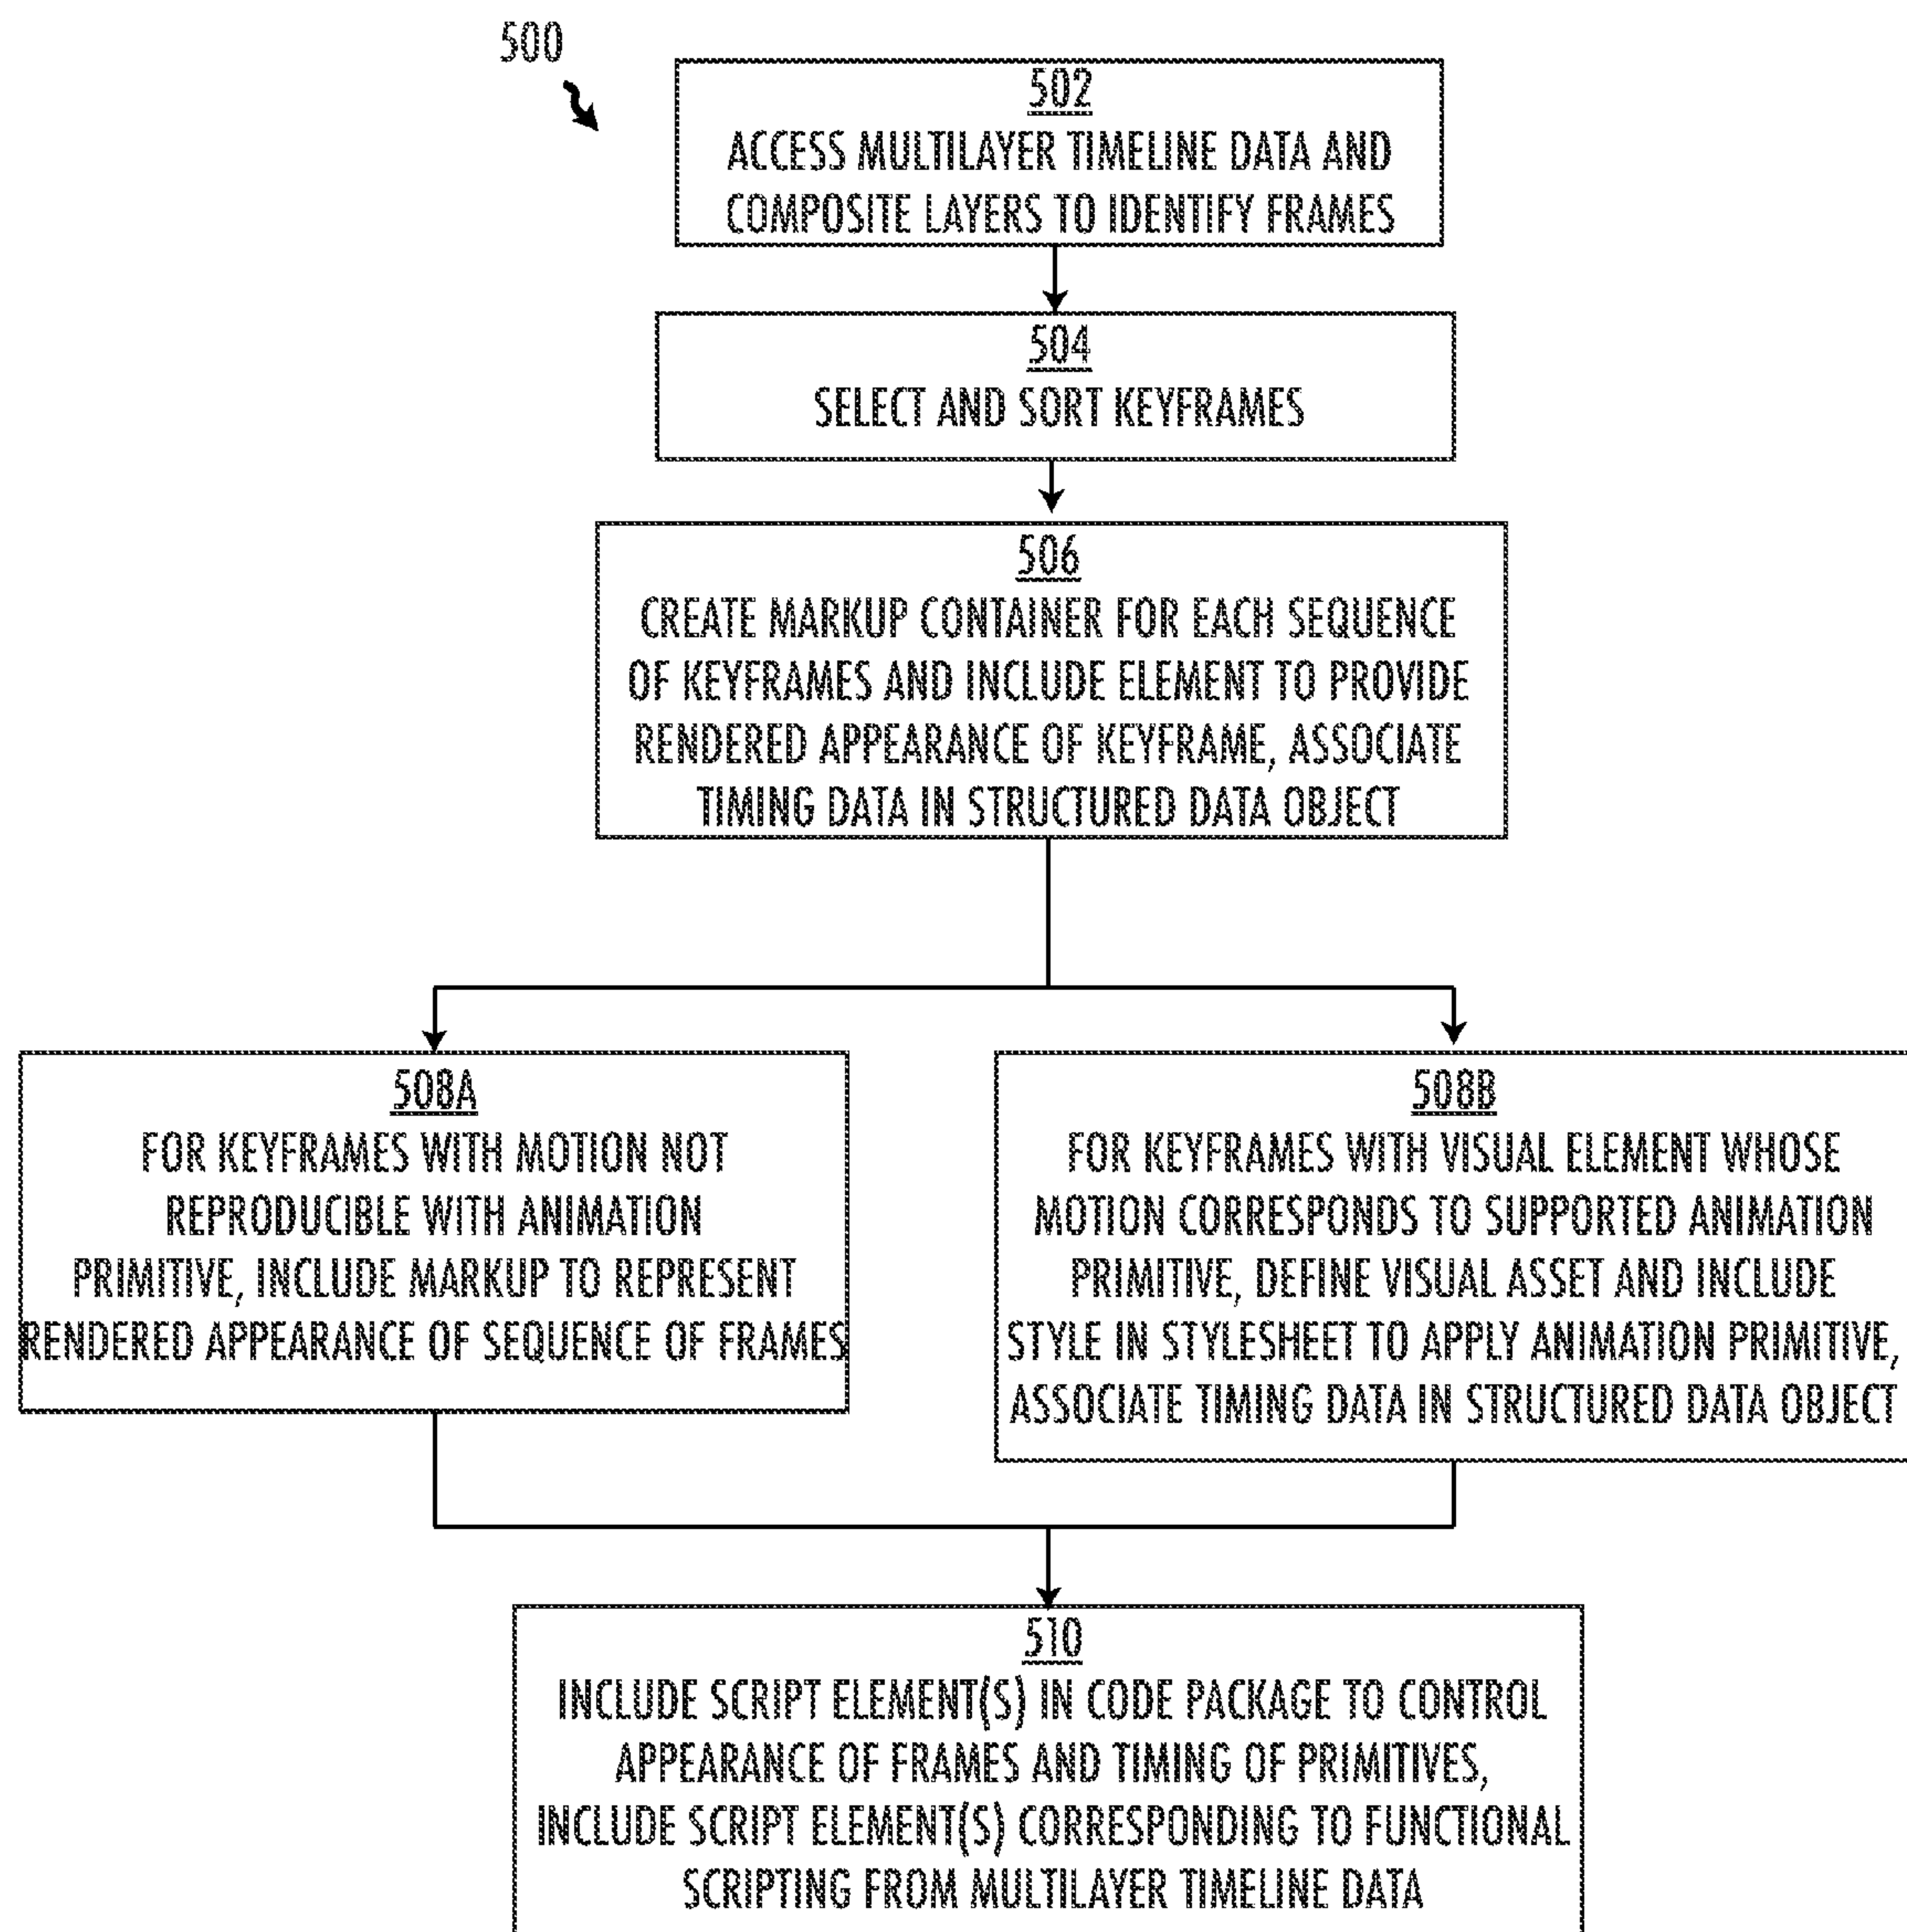 500
502
ACCESS MULTILAYER TIMELINE DATA AND
COMPOSITE LAYERS TO IDENTIFY FRAMES
504
SELECT AND SORT KEYFRAMES
506
CREATE MARKUP CONTAINER FOR EACH SEQUENCE
OF KEYFRAMES AND INCLUDE ELEMENT TO PROVIDE
RENDERED APPEARANCE OF KEYFRAME, ASSOCIATE
TIMING DATA IN STRUCTURED DATA OBJECT
508A
FOR KEYFRAMES WITH MOTION NOT
REPRODUCIBLE WITH ANIMATION
PRIMITIVE, INCLUDE MARKUP TO REPRESENT
RENDERED APPEARANCE OF SEQUENCE OF FRAMES
508B
FOR KEYFRAMES WITH VISUAL ELEMENT WHOSE
MOTION CORRESPONDS TO SUPPORTED ANIMATION
PRIMITIVE, DEFINE VISUAL ASSET AND INCLUDE
STYLE IN STYLESHEET TO APPLY ANIMATION PRIMITIVE,
ASSOCIATE TIMING DATA IN STRUCTURED DATA OBJECT
510
INCLUDE SCRIPT ELEMENT(S) IN CODE PACKAGE TO CONTROL
APPEARANCE OF FRAMES AND TIMING OF PRIMITIVES,
INCLUDE SCRIPT ELEMENT(S) CORRESPONDING TO FUNCTIONAL
SCRIPTING FROM MULTILAYER TIMELINE DATA